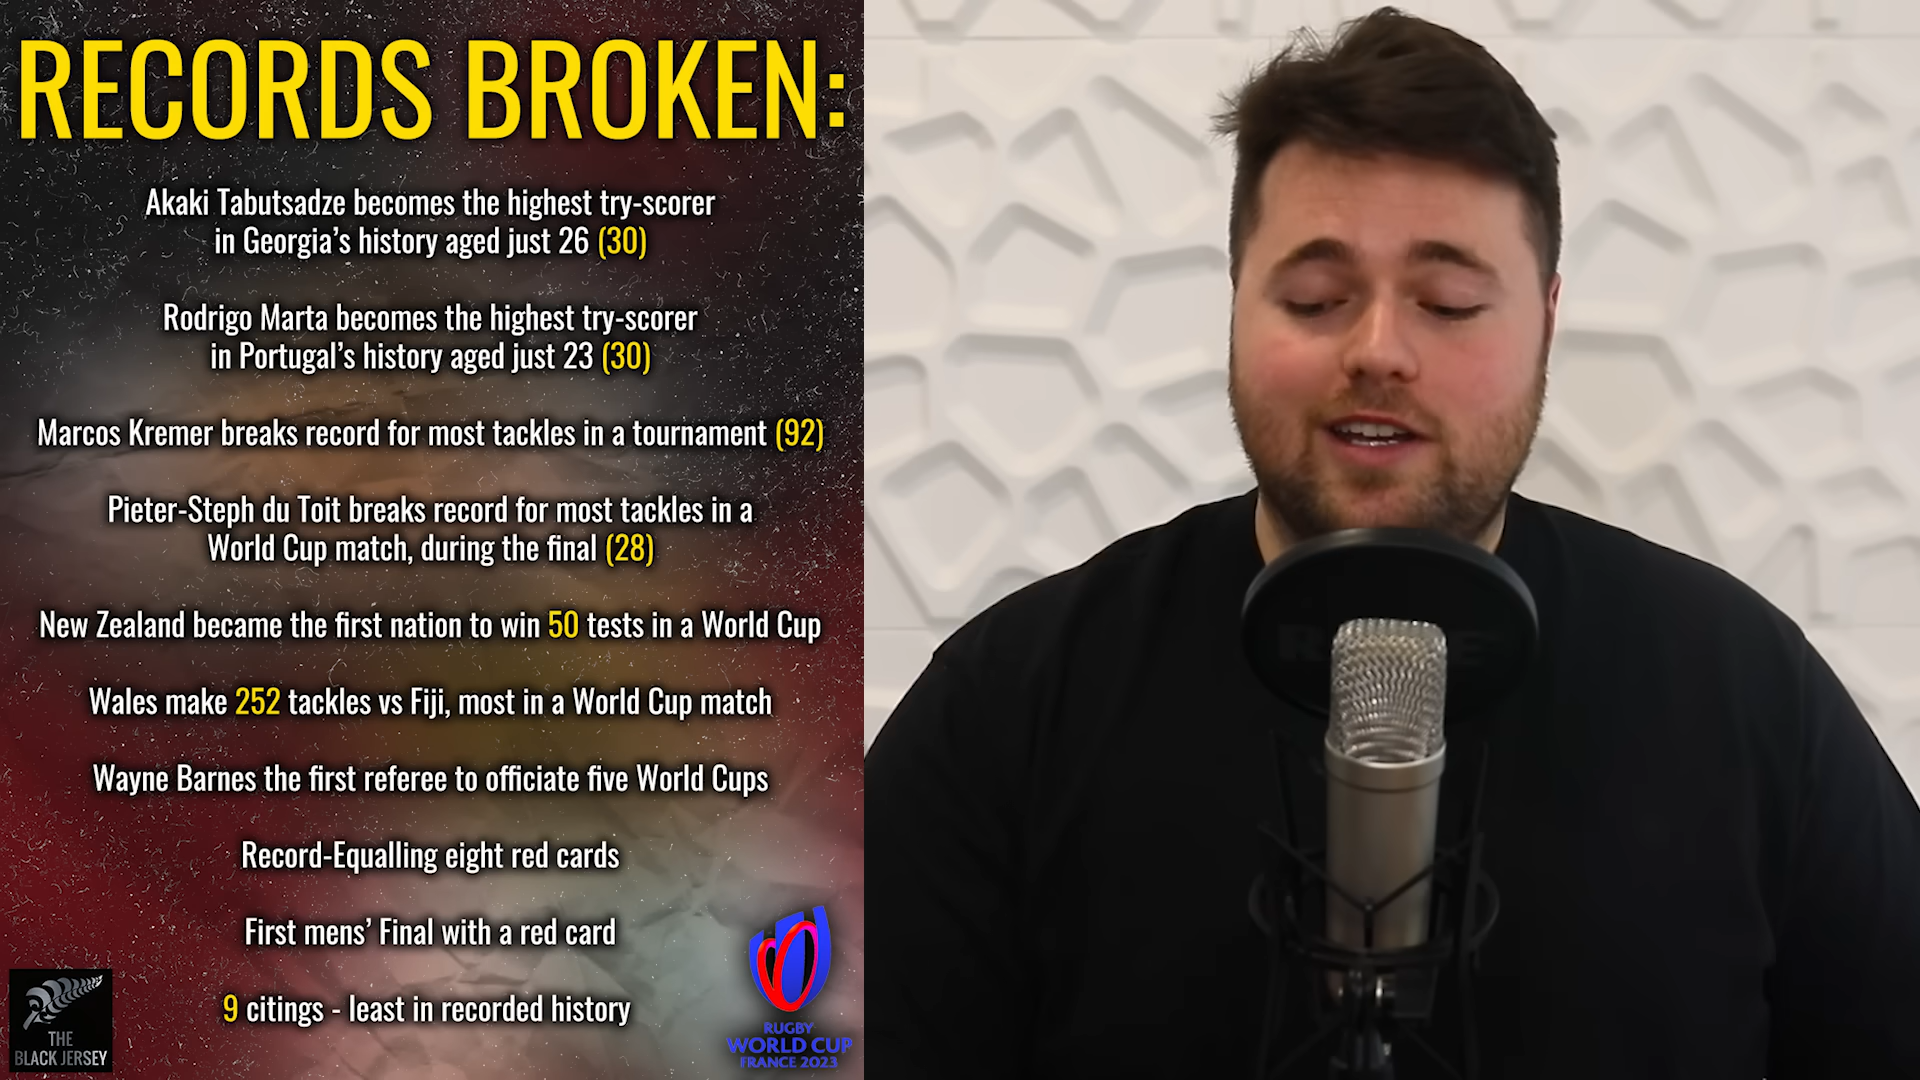 RECORDS BROKEN:
Akaki Tabutsadze becomes the highest try-scorer
in Georgia's history aged just 26 (30)
Rodrigo Marta becomes the highest try-scorer
in Portugal's history aged just 23 (30)
Marcos Kremer breaks record for most tackles in a tournament (92)
Pieter-Steph du Toit breaks record for most tackles in a
World Cup match, during the final (28)
New Zealand became the first nation to win 50 tests in a World Cup
Wales make 252 tackles vs Fiji, most in a World Cup match
Wayne Barnes the first referee to officiate five World Cups
Record-Equalling eight red cards
First mens' Final with a red card
9 citings - least in recorded history
THE
BLACK JERSEY
RUGBY
WORLD CUP
FRANCE 2023